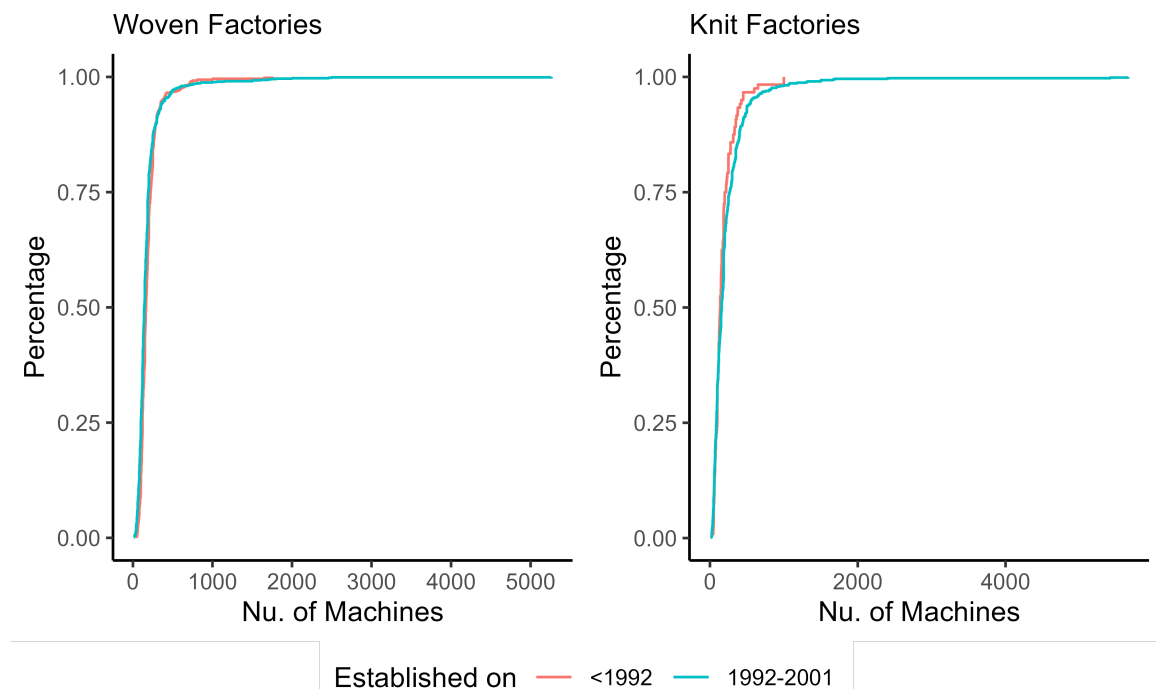 Woven Factories
Knit Factories
1.00
0.75
0.50
0.25
0.00
Percentage
0 1000 2000 3000 4000 5000
Nu. of Machines
1.00
0.75
0.50
0.25
0.00
Percentage
0 2000 4000
Nu. of Machines
Established on <1992 1992-2001